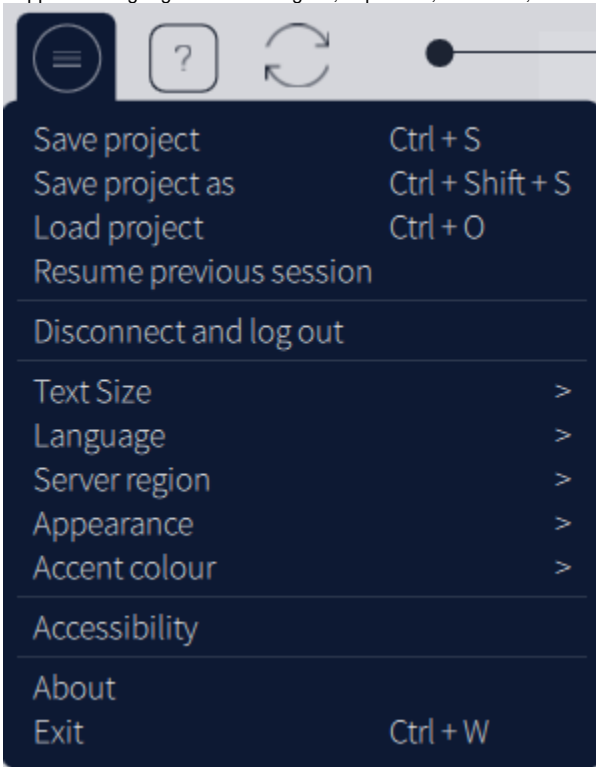 ?
Save project Ctrl + S
Save project as Ctrl + Shift + S
Load project Ctrl + O
Resume previous session
Disconnect and log out
Text Size >
Language >
Server region >
Appearance >
Accent colour >
Accessibility
About
Exit Ctrl + W